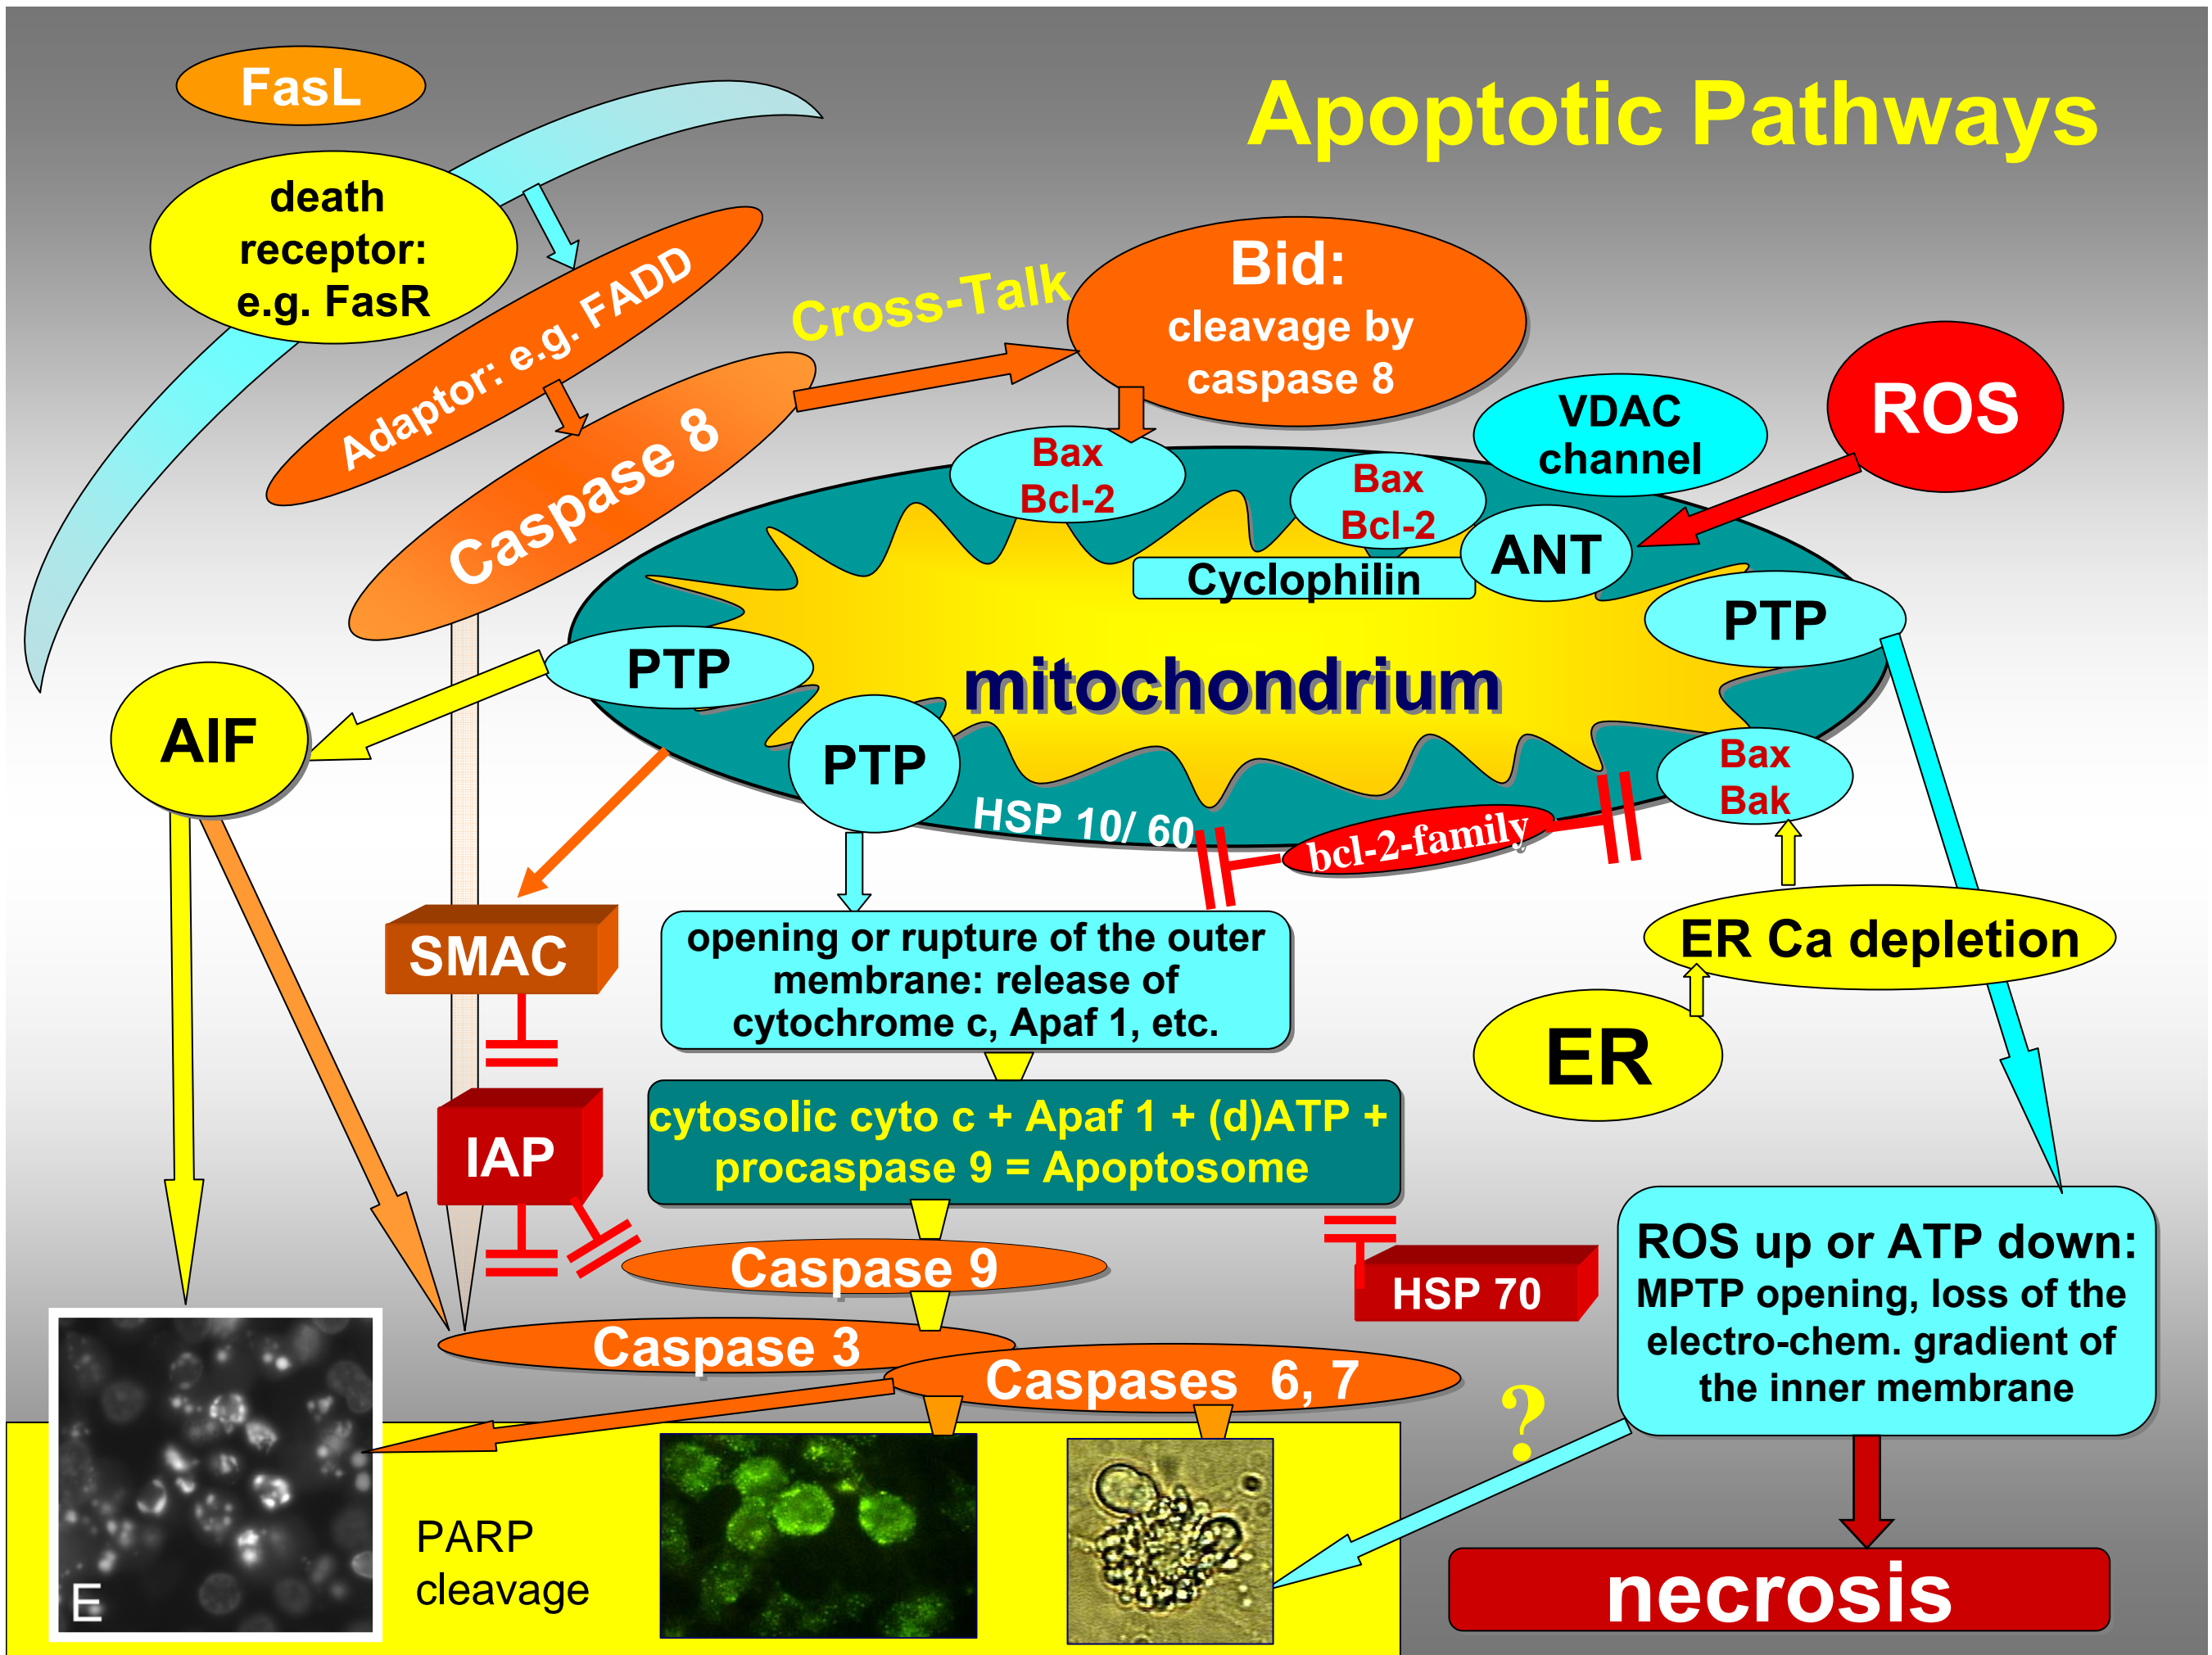 FasL
Apoptotic Pathways
death
receptor:
e.g. FasR
Adaptor: e.g. FADD
Caspase 8
Cross-Talk
Bid:
cleavage by
caspase 8
VDAC
channel
ROS
Bax
Bcl-2
Bax
Bcl-2
ANT
Cyclophilin
PTP
PTP
mitochondrium
AIF
PTP
Bax
Bak
HSP 10/ 60
bcl-2-family
SMAC
opening or rupture of the outer
membrane: release of
cytochrome c, Apaf 1, etc.
ER Ca depletion
ER
IAP
cytosolic cyto c + Apaf 1 + (d)ATP +
procaspase 9 = Apoptosome
Caspase 9
HSP 70
ROS up or ATP down:
MPTP opening, loss of the
electro-chem. gradient of
the inner membrane
Caspase 3
Caspases 6, 7
?
PARP
cleavage
E
necrosis